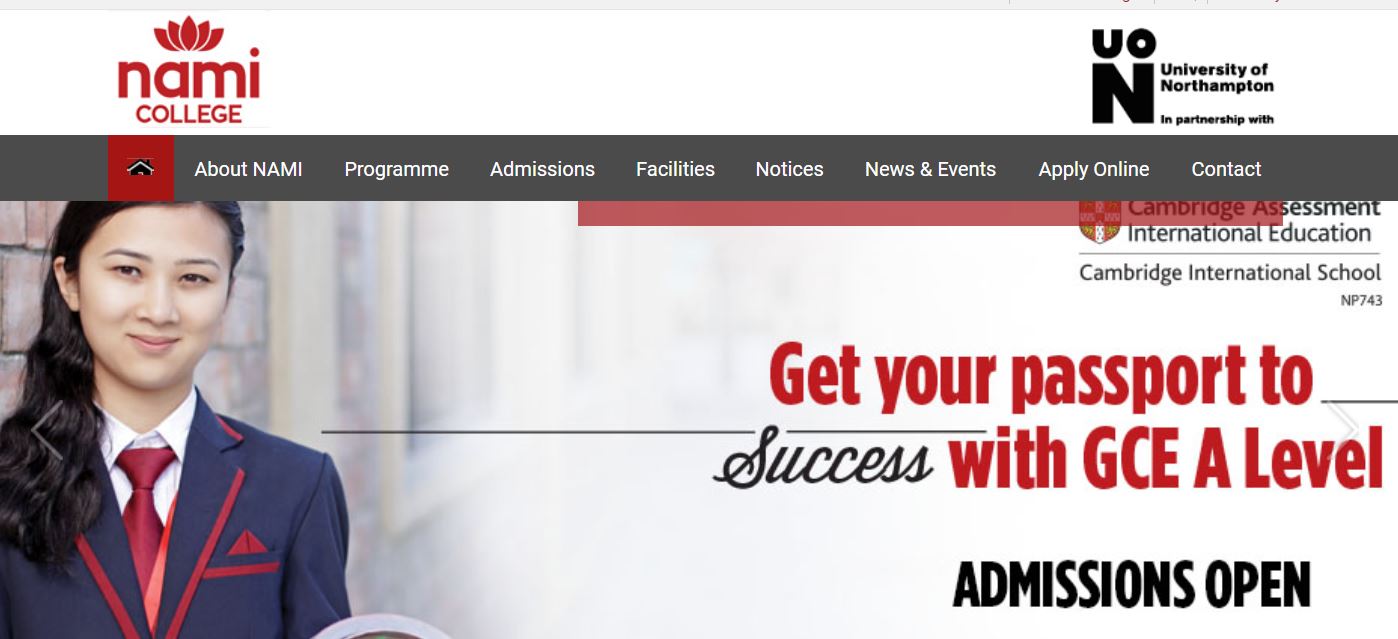 nami
COLLEGE
UON
University of
Northampton
In partnership with
About NAMI Programme Admissions Facilities Notices News & Events Apply Online Contact
Cambridge Assessment
International Education
Cambridge International School
NP743
Get your passport to
Success with GCE A Level
ADMISSIONS OPEN